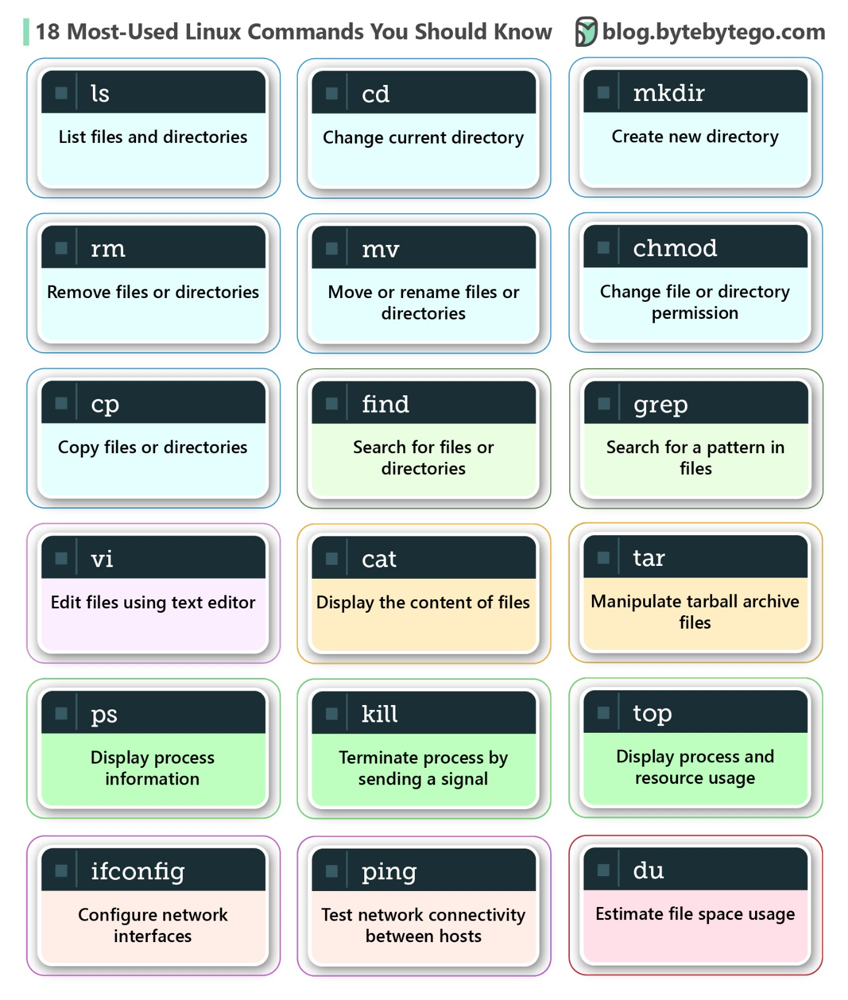 18 Most-Used Linux Commands You Should Know
blog.bytebytego.com
ls
List files and directories
cd
Change current directory
mkdir
Create new directory
rm
Remove files or directories
mv
Move or rename files or
directories
chmod
Change file or directory
permission
cp
Copy files or directories
find
Search for files or
directories
grep
Search for a pattern in
files
vi
Edit files using text editor
cat
Display the content of files
tar
Manipulate tarball archive
files
ps
Display process
information
kill
Terminate process by
sending a signal
top
Display process and
resource usage
ifconfig
Configure network
interfaces
ping
Test network connectivity
between hosts
du
Estimate file space usage